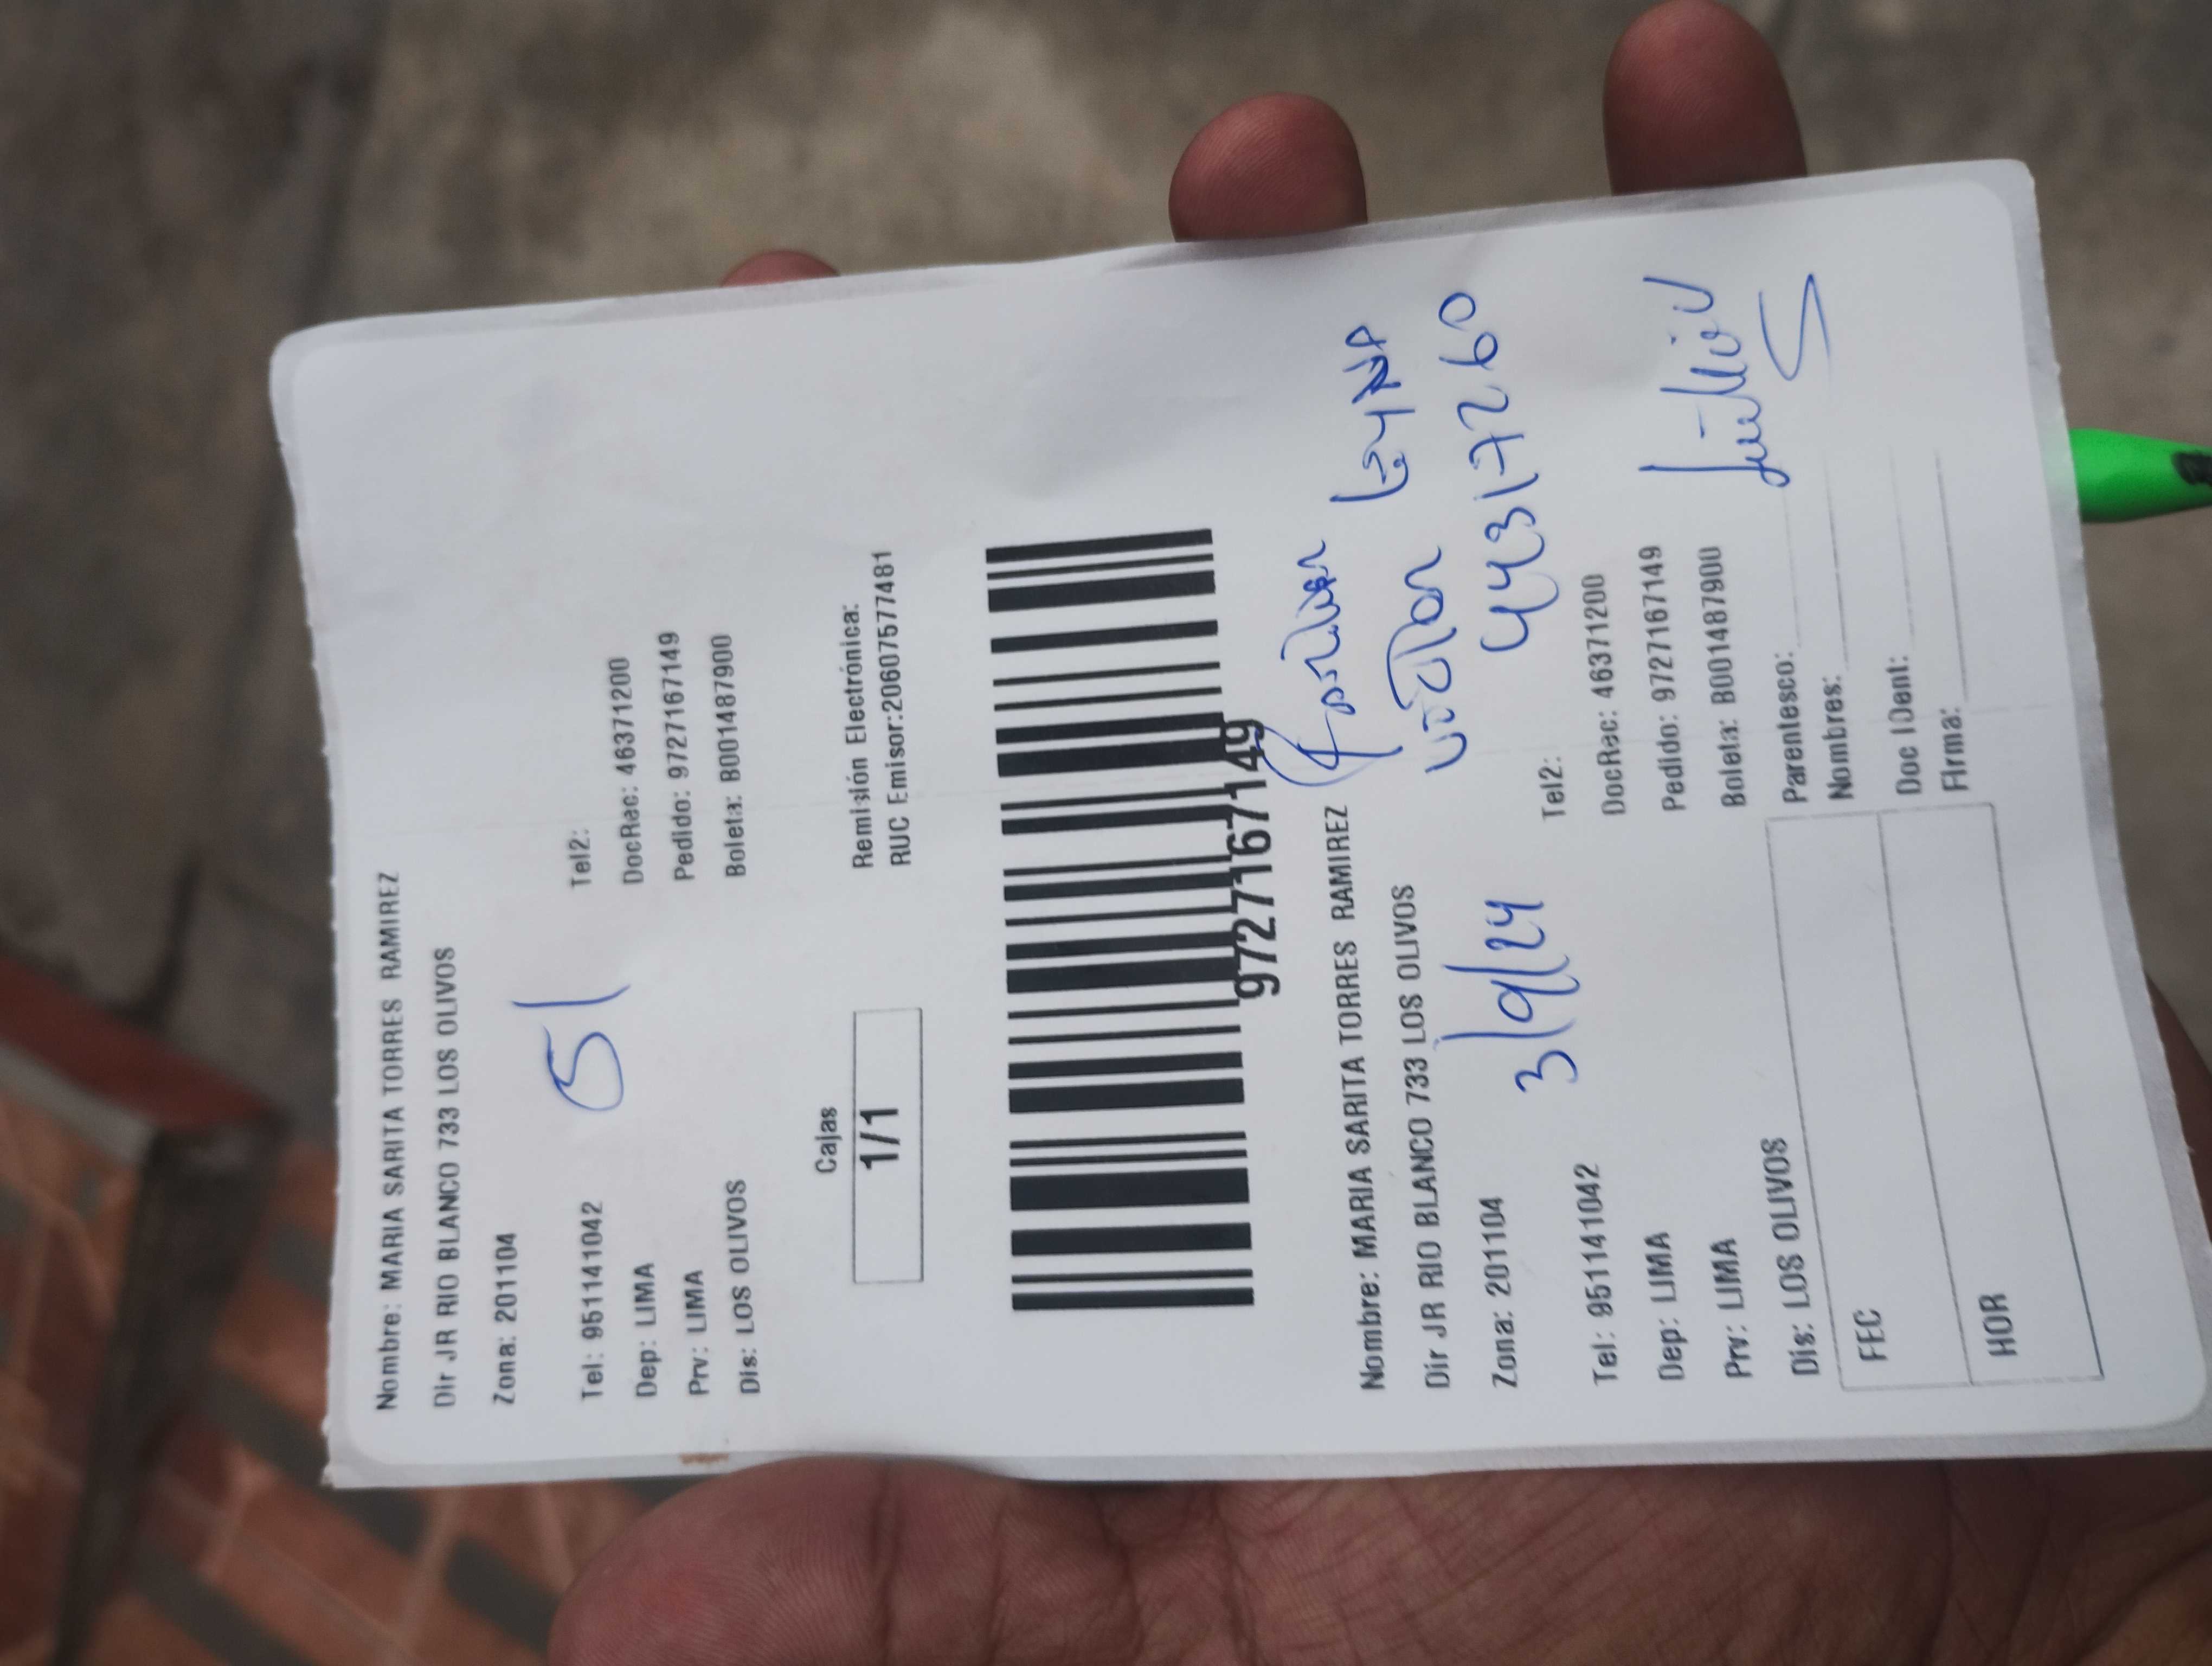 Nombre: MARIA SARITA TORRES RAMIREZ
Dir JR RIO BLANCO 733 LOS OLIVOS
Zona: 201104
51
Tel: 951141042 Tel2:
Dep: LIMA DocRec: 46371200
Prv: LIMA Pedido: 9727167149
Dis: LOS OLIVOS Boleta: B001487900
Cajas
1/1
Remisión Electrónica:
RUC Emisor:20607577481
9727167149
Nombre: MARIA SARITA TORRES RAMIREZ
Dir JR RIO BLANCO 733 LOS OLIVOS
Zona: 201104
3/9/24
44317260
Tel: 951141042 Tel2:
Dep: LIMA DocRec: 46371200
Prv: LIMA Pedido: 9727167149
Dis: LOS OLIVOS Boleta: B001487900
FEC
HOR
Parentesco:
Nombres:
Doc IDent:
Firma: